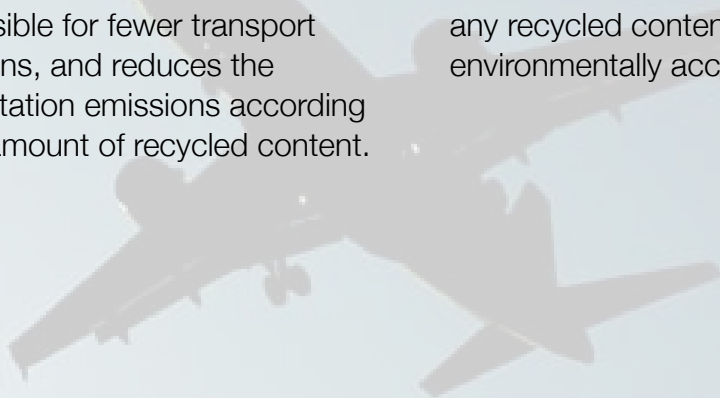 sible for fewer transport
ns, and reduces the
tation emissions according
mount of recycled content.
any recycled conten
environmentally acc